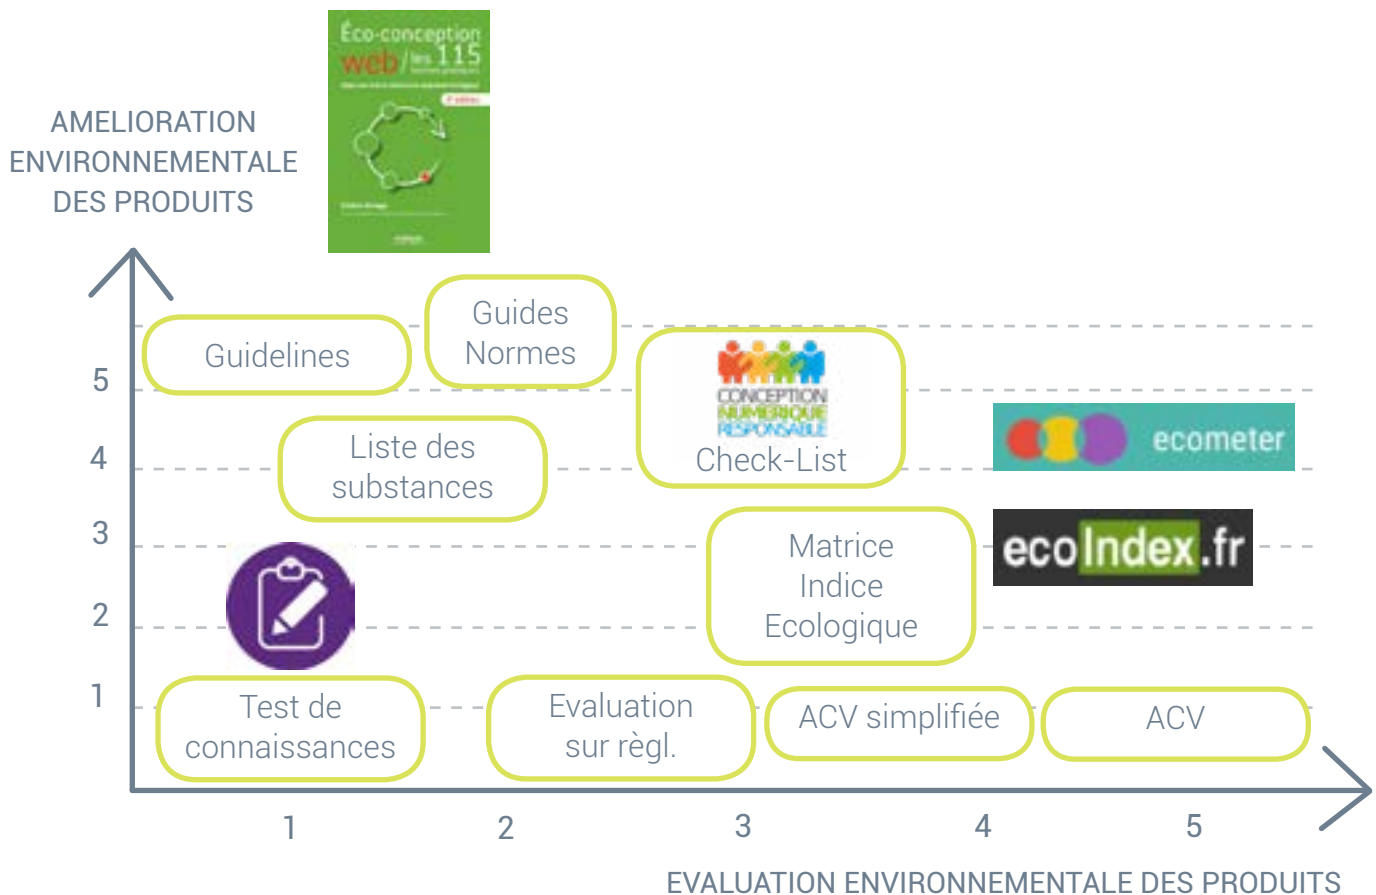 Éco-conception
web / les 115
AMELIORATION
ENVIRONNEMENTALE
DES PRODUITS
Guides
Normes
Guidelines
CONCEPTION
NUMERIQUE
RESPONSABLE
Check-List
5
Liste des
substances
4
ecometer
3
Matrice
Indice
Ecologique
ecoIndex.fr
2
1
Test de
connaissances
Evaluation
sur règl.
ACV simplifiée
ACV
1
2
3
4
5
EVALUATION ENVIRONNEMENTALE DES PRODUITS